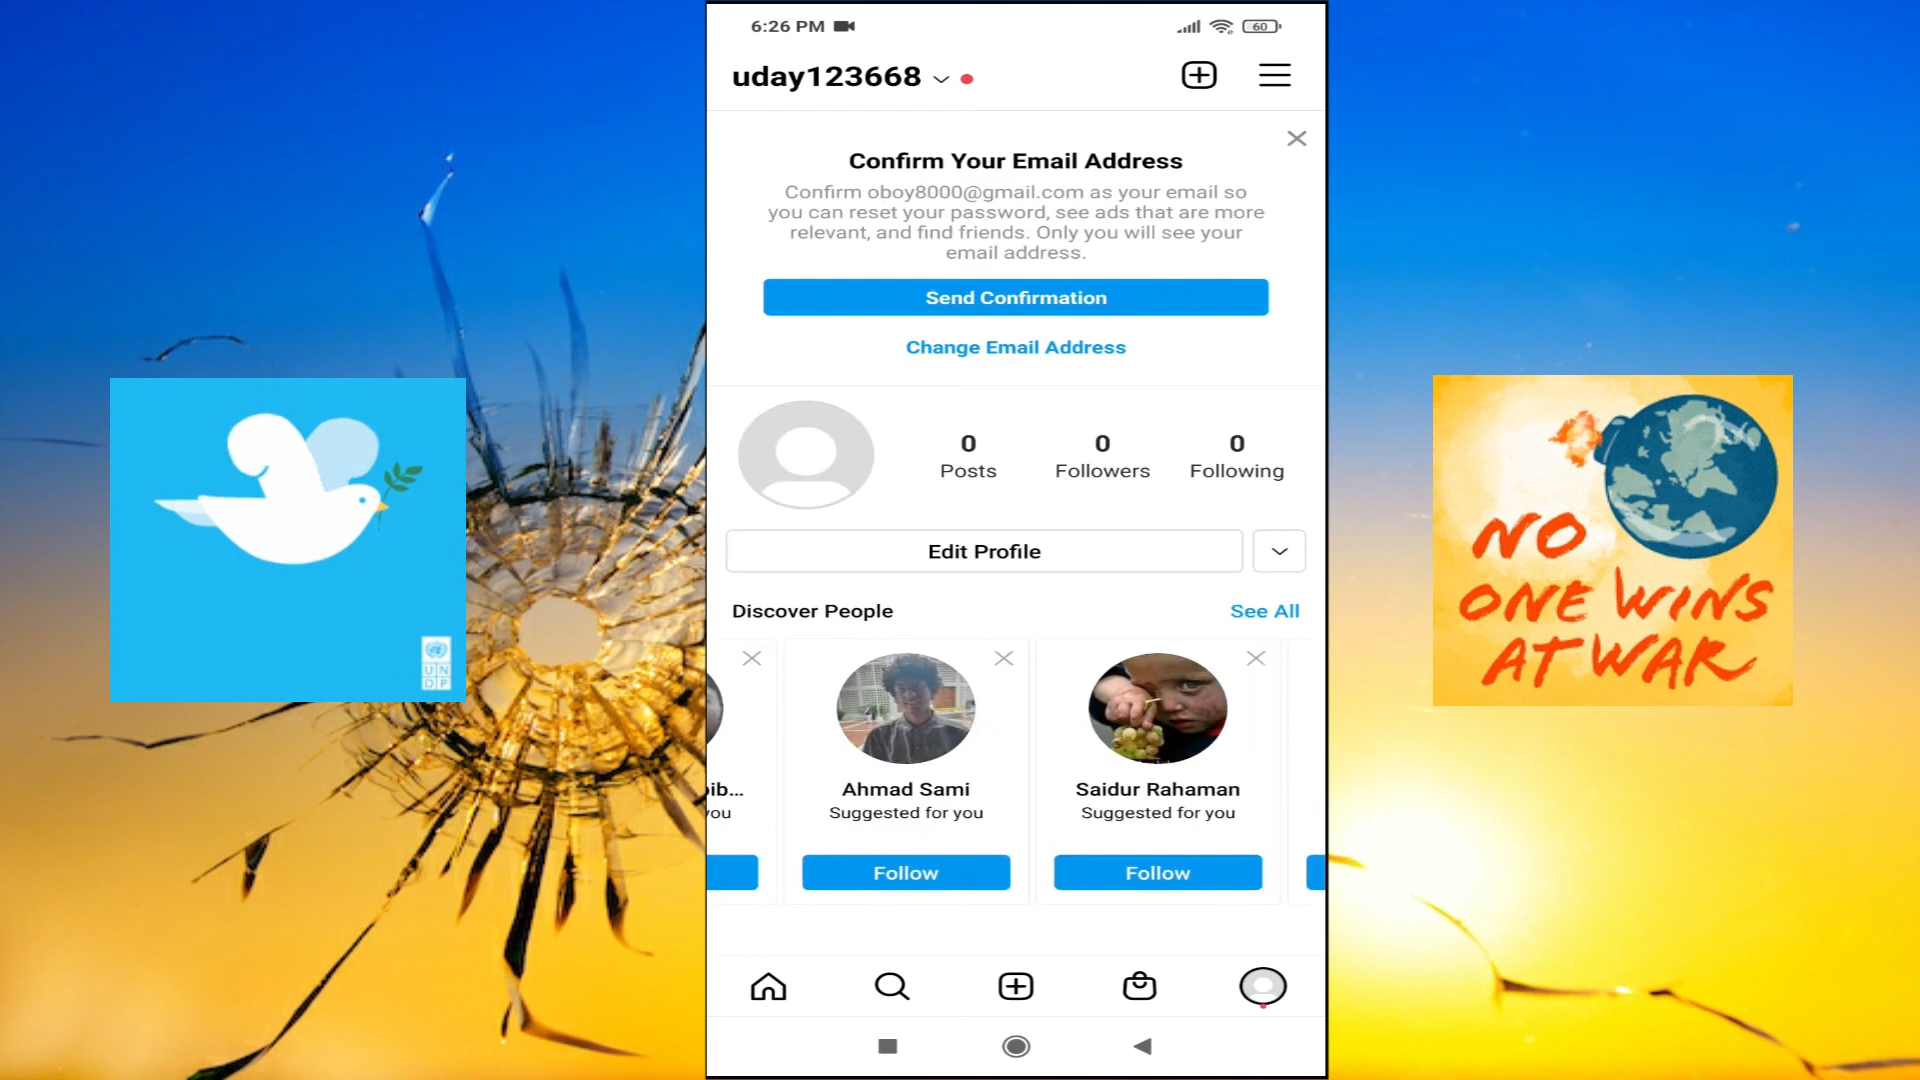 6:26 PM
60
uday123668
Confirm Your Email Address
Confirm oboy8000@gmail.com as your email so
you can reset your password, see ads that are more
relevant, and find friends. Only you will see your
email address.
Send Confirmation
Change Email Address
0
Posts
0
Followers
0
Following
Edit Profile
Discover People
See All
ib...
you
Ahmad Sami
Suggested for you
Follow
Saidur Rahaman
Suggested for you
Follow
U N
D P
NO
ONE WINS
AT WAR